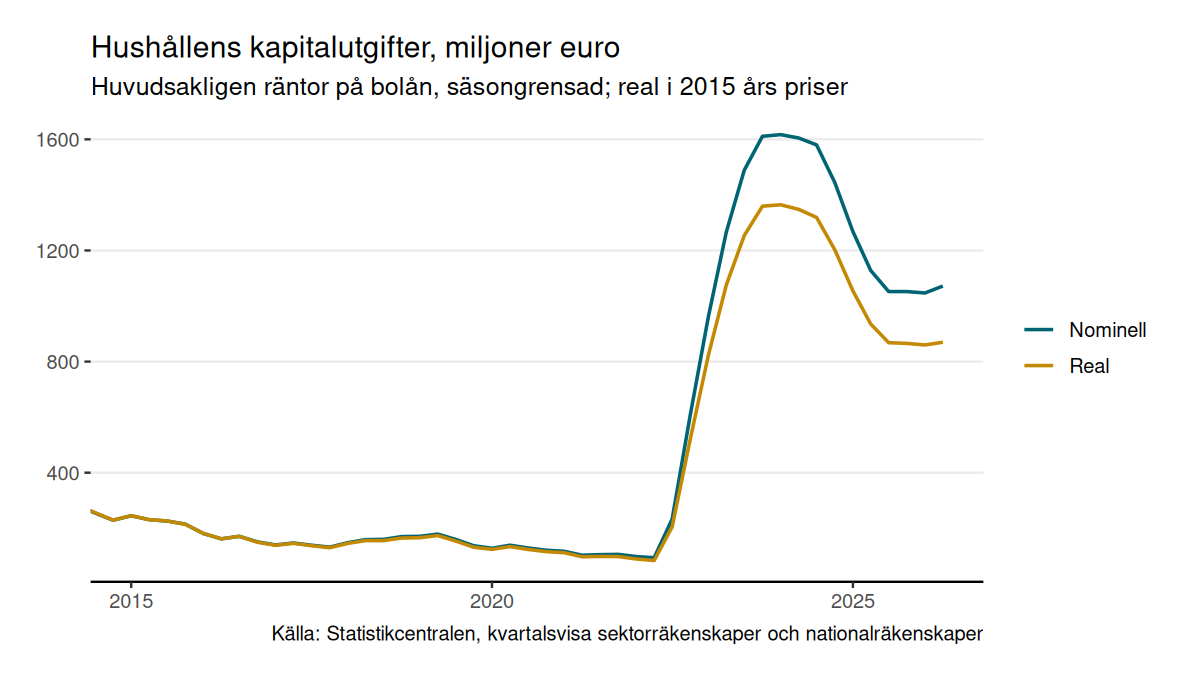 Hushållens kapitalutgifter, miljoner euro
Huvudsakligen räntor på bolån, säsongrensad; real i 2015 års priser
1600
1200
800
400
Nominell
Real
2015 2020 2025
Källa: Statistikcentralen, kvartalsvisa sektorräkenskaper och nationalräkenskaper